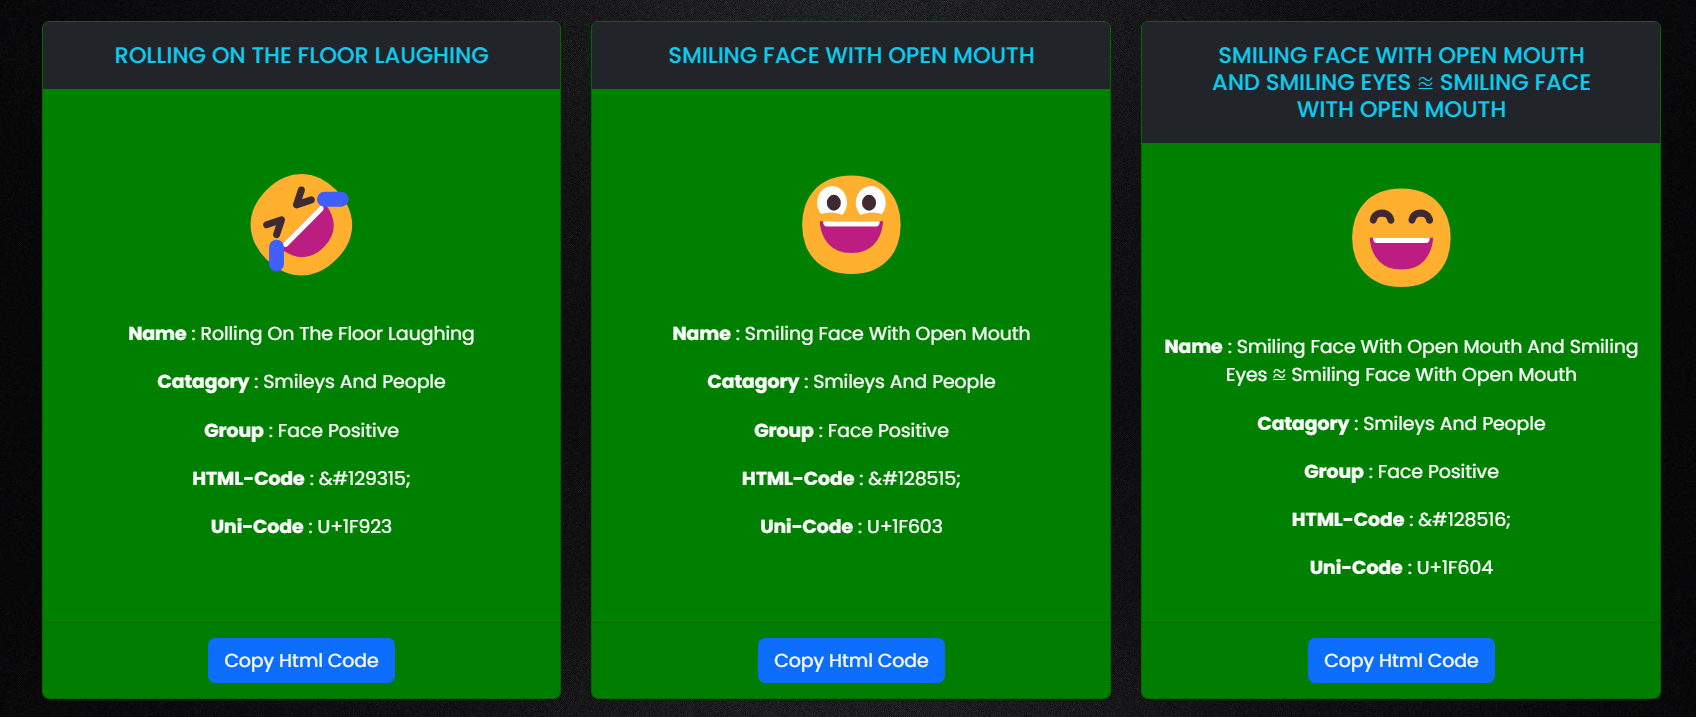 ROLLING ON THE FLOOR LAUGHING
Name : Rolling On The Floor Laughing
Catagory : Smileys And People
Group : Face Positive
HTML-Code : &#129315;
Uni-Code : U+1F923
Copy Html Code
SMILING FACE WITH OPEN MOUTH
Name : Smiling Face With Open Mouth
Catagory : Smileys And People
Group : Face Positive
HTML-Code : &#128515;
Uni-Code : U+1F603
Copy Html Code
SMILING FACE WITH OPEN MOUTH
AND SMILING EYES ≊ SMILING FACE
WITH OPEN MOUTH
Name : Smiling Face With Open Mouth And Smiling
Eyes ≊ Smiling Face With Open Mouth
Catagory : Smileys And People
Group : Face Positive
HTML-Code : &#128516;
Uni-Code : U+1F604
Copy Html Code